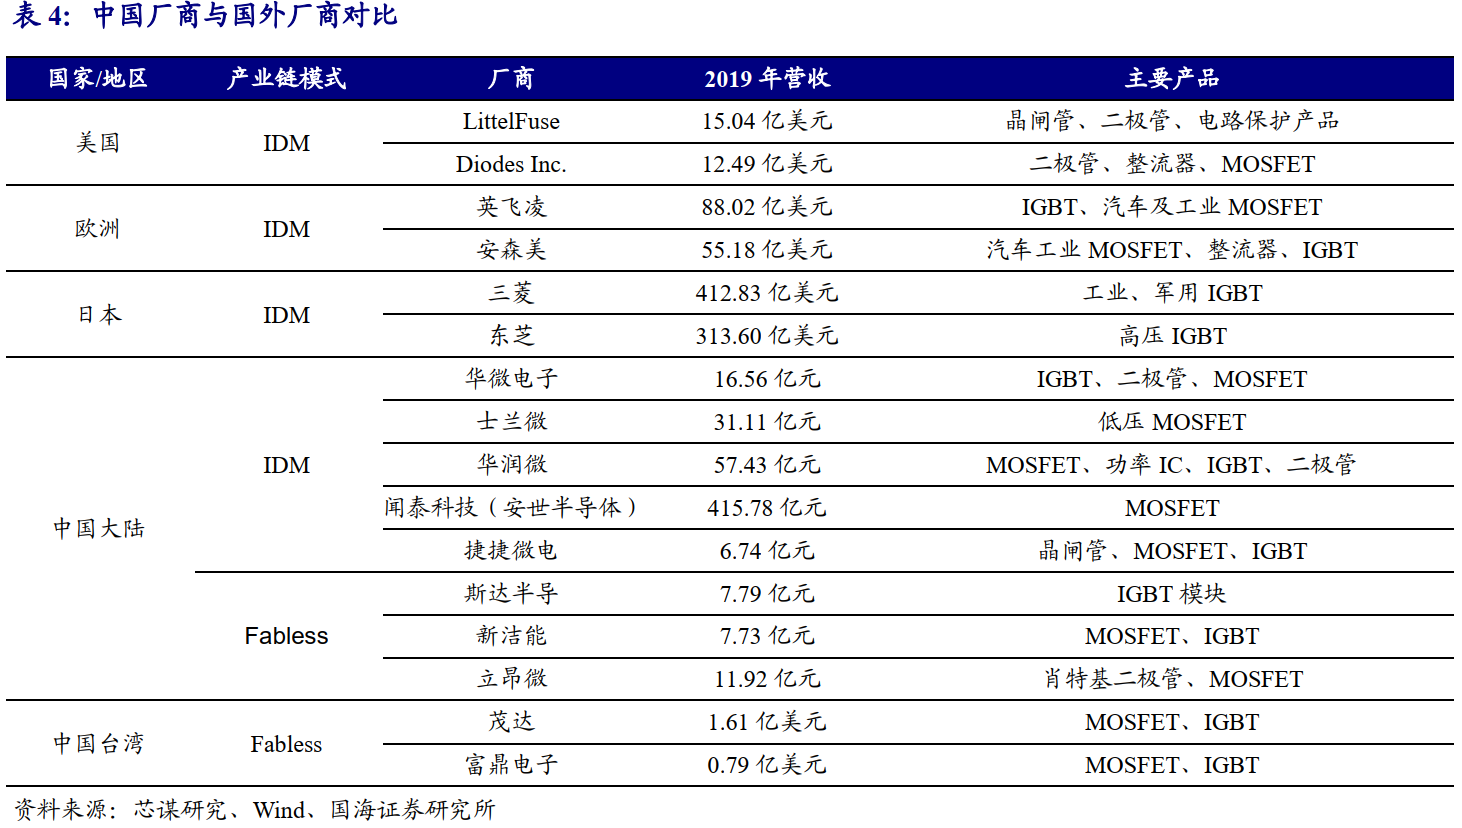 表 4：中国厂商与国外厂商对比
国家/地区 产业链模式 厂商 2019 年营收 主要产品
美国 IDM LittelFuse 15.04 亿美元 晶闸管、二极管、电路保护产品
Diodes Inc. 12.49 亿美元 二极管、整流器、MOSFET
欧洲 IDM 英飞凌 88.02 亿美元 IGBT、汽车及工业 MOSFET
安森美 55.18 亿美元 汽车工业 MOSFET、整流器、IGBT
日本 IDM 三菱 412.83 亿美元 工业、军用 IGBT
东芝 313.60 亿美元 高压 IGBT
中国大陆 IDM 华微电子 16.56 亿元 IGBT、二极管、MOSFET
士兰微 31.11 亿元 低压 MOSFET
华润微 57.43 亿元 MOSFET、功率 IC、IGBT、二极管
闻泰科技（安世半导体） 415.78 亿元 MOSFET
捷捷微电 6.74 亿元 晶闸管、MOSFET、IGBT
Fabless 斯达半导 7.79 亿元 IGBT 模块
新洁能 7.73 亿元 MOSFET、IGBT
立昂微 11.92 亿元 肖特基二极管、MOSFET
中国台湾 Fabless 茂达 1.61 亿美元 MOSFET、IGBT
富鼎电子 0.79 亿美元 MOSFET、IGBT
资料来源：芯谋研究、Wind、国海证券研究所